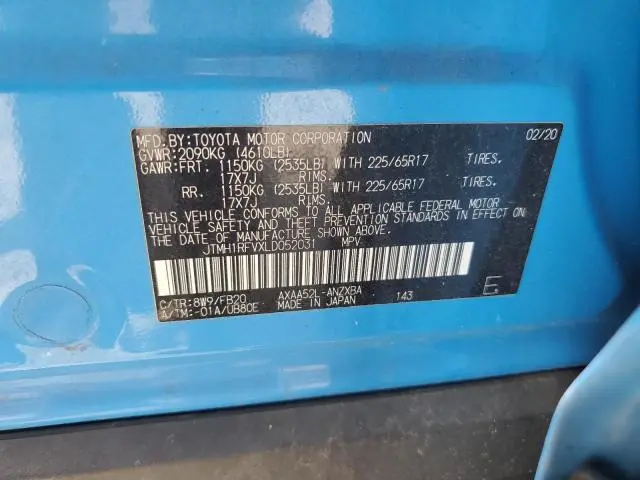 MFD.BY:TOYOTA MOTOR CORPORATION 02/20
GVWR:2090KG (4610LB)
GAWR:FRT. 1150KG (2535LB) WITH 225/65R17 TIRES.
17X7J RIMS.
RR. 1150KG (2535LB) WITH 225/65R17 TIRES.
17X7J RIMS.
THIS VEHICLE CONFORMS TO ALL APPLICABLE FEDERAL MOTOR
VEHICLE SAFETY AND THEFT PREVENTION STANDARDS IN EFFECT ON
THE DATE OF MANUFACTURE SHOWN ABOVE.
JTMH1RFVXLD052031 MPV
C/TR:8W9/FB20 AXAA52L-ANZXBA
A/TM:-01A/UB80E MADE IN JAPAN 143 E